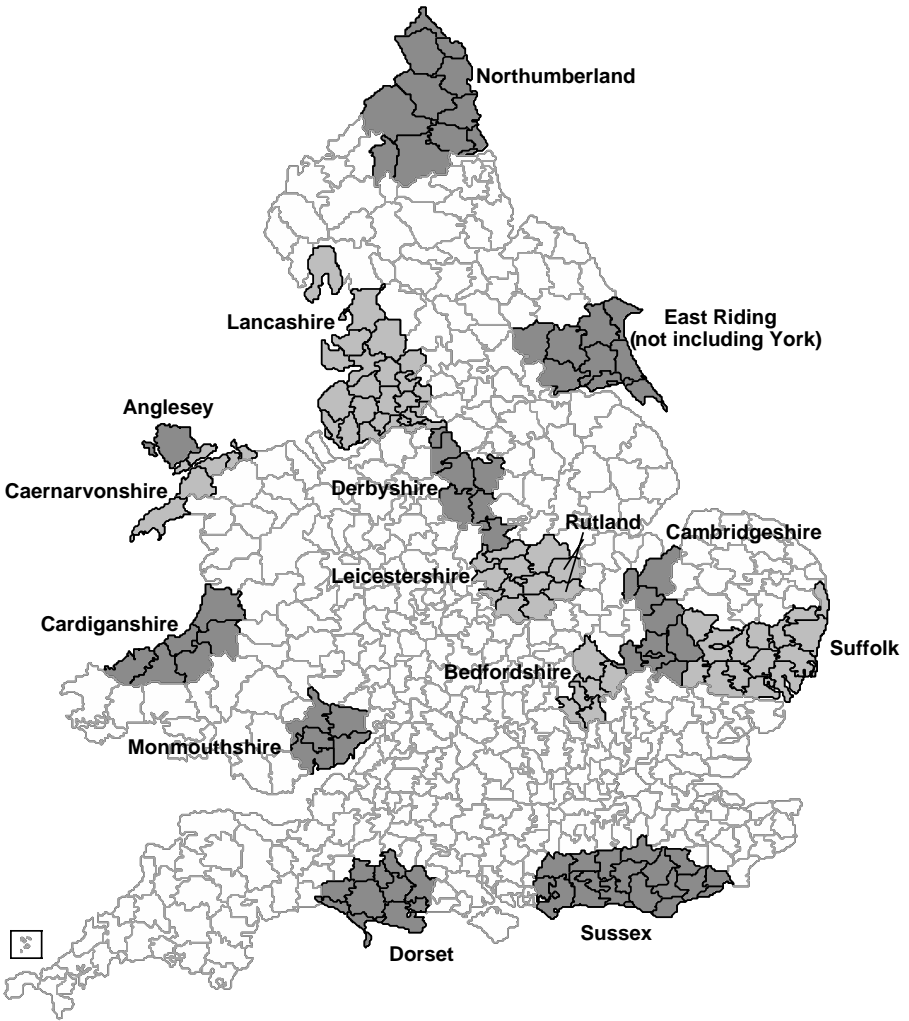 Northumberland
Lancashire
East Riding
(not including York)
Anglesey
Caernarvonshire
Derbyshire
Rutland
Cambridgeshire
Leicestershire
Cardiganshire
Suffolk
Bedfordshire
Monmouthshire
Sussex
Dorset